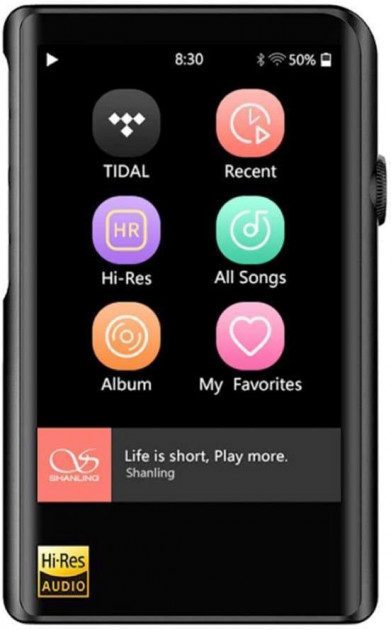 8:30
50%
TIDAL
Recent
HR
Hi-Res
All Songs
Album
My Favorites
SHANLING
Life is short, Play more.
Shanling
Hi-Res
AUDIO